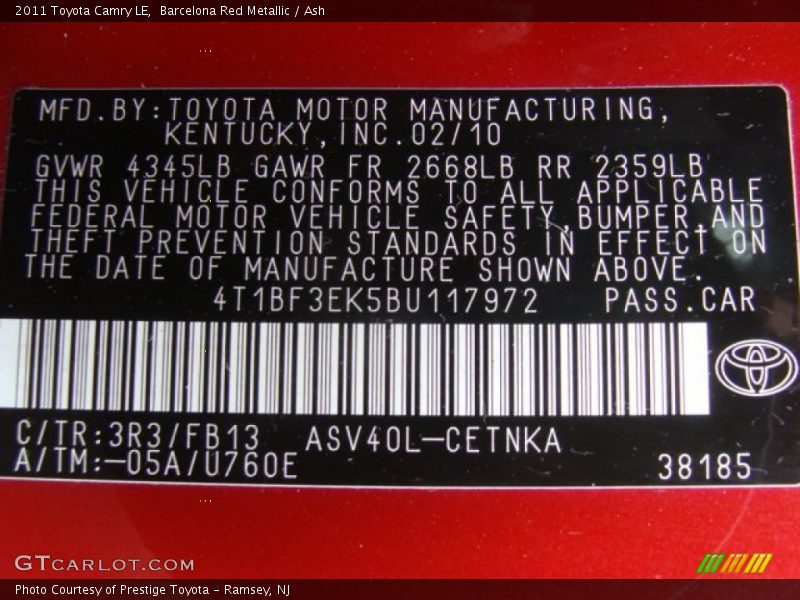 2011 Toyota Camry LE,  Barcelona Red Metallic / Ash
MFD.BY:TOYOTA MOTOR MANUFACTURING,
KENTUCKY,INC.02/10
GVWR 4345LB GAWR FR 2668LB RR 2359LB
THIS VEHICLE CONFORMS TO ALL APPLICABLE
FEDERAL MOTOR VEHICLE SAFETY,BUMPER,AND
THEFT PREVENTION STANDARDS IN EFFECT ON
THE DATE OF MANUFACTURE SHOWN ABOVE.
4T1BF3EK5BU117972 PASS.CAR
C/TR:3R3/FB13 ASV40L-CETNKA
A/TM:-05A/U760E 38185
GTCARLOT.COM
Photo Courtesy of Prestige Toyota - Ramsey, NJ